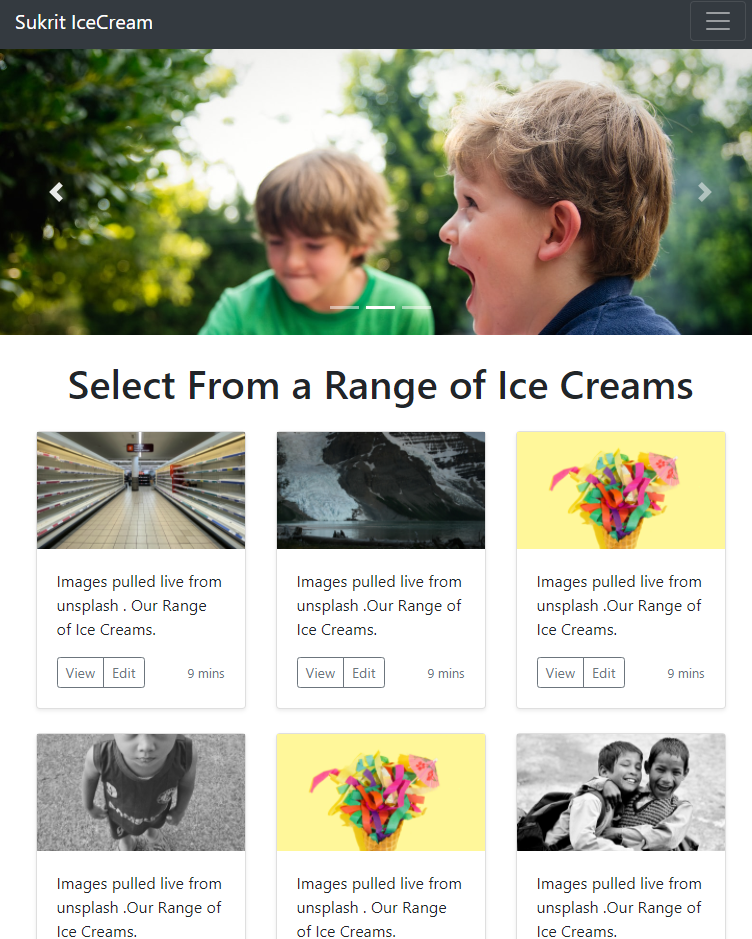 Sukrit IceCream
Select From a Range of Ice Creams
Images pulled live from
unsplash . Our Range
of Ice Creams.
View Edit 9 mins
Images pulled live from
unsplash .Our Range of
Ice Creams.
View Edit 9 mins
Images pulled live from
unsplash .Our Range of
Ice Creams.
View Edit 9 mins
Images pulled live from
unsplash .Our Range of
Ice Creams.
Images pulled live from
unsplash . Our Range
of Ice Creams.
Images pulled live from
unsplash .Our Range of
Ice Creams.